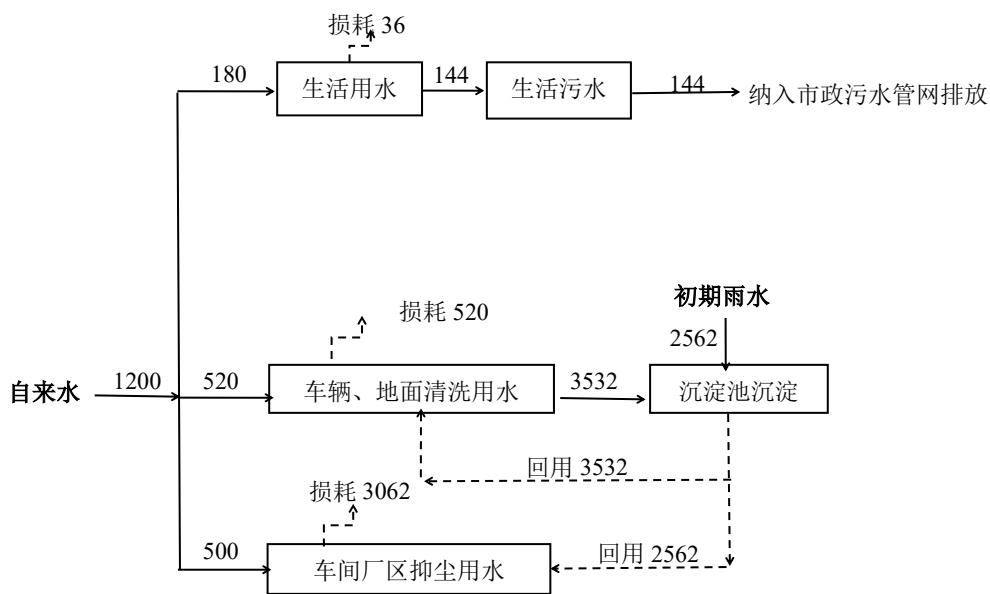 损耗 36
180
生活用水
144
生活污水
144
纳入市政污水管网排放
初期雨水
损耗 520
2562
自来水
1200
520
车辆、地面清洗用水
3532
沉淀池沉淀
回用 3532
损耗 3062
500
车间厂区抑尘用水
回用 2562